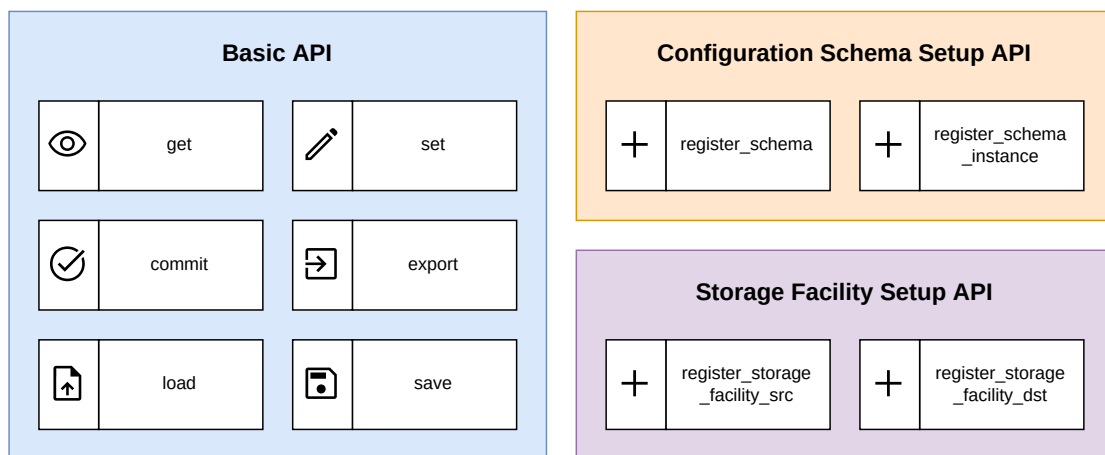 Basic API
get
set
commit
export
load
save
Configuration Schema Setup API
register_schema
register_schema
_instance
Storage Facility Setup API
register_storage
_facility_src
register_storage
_facility_dst